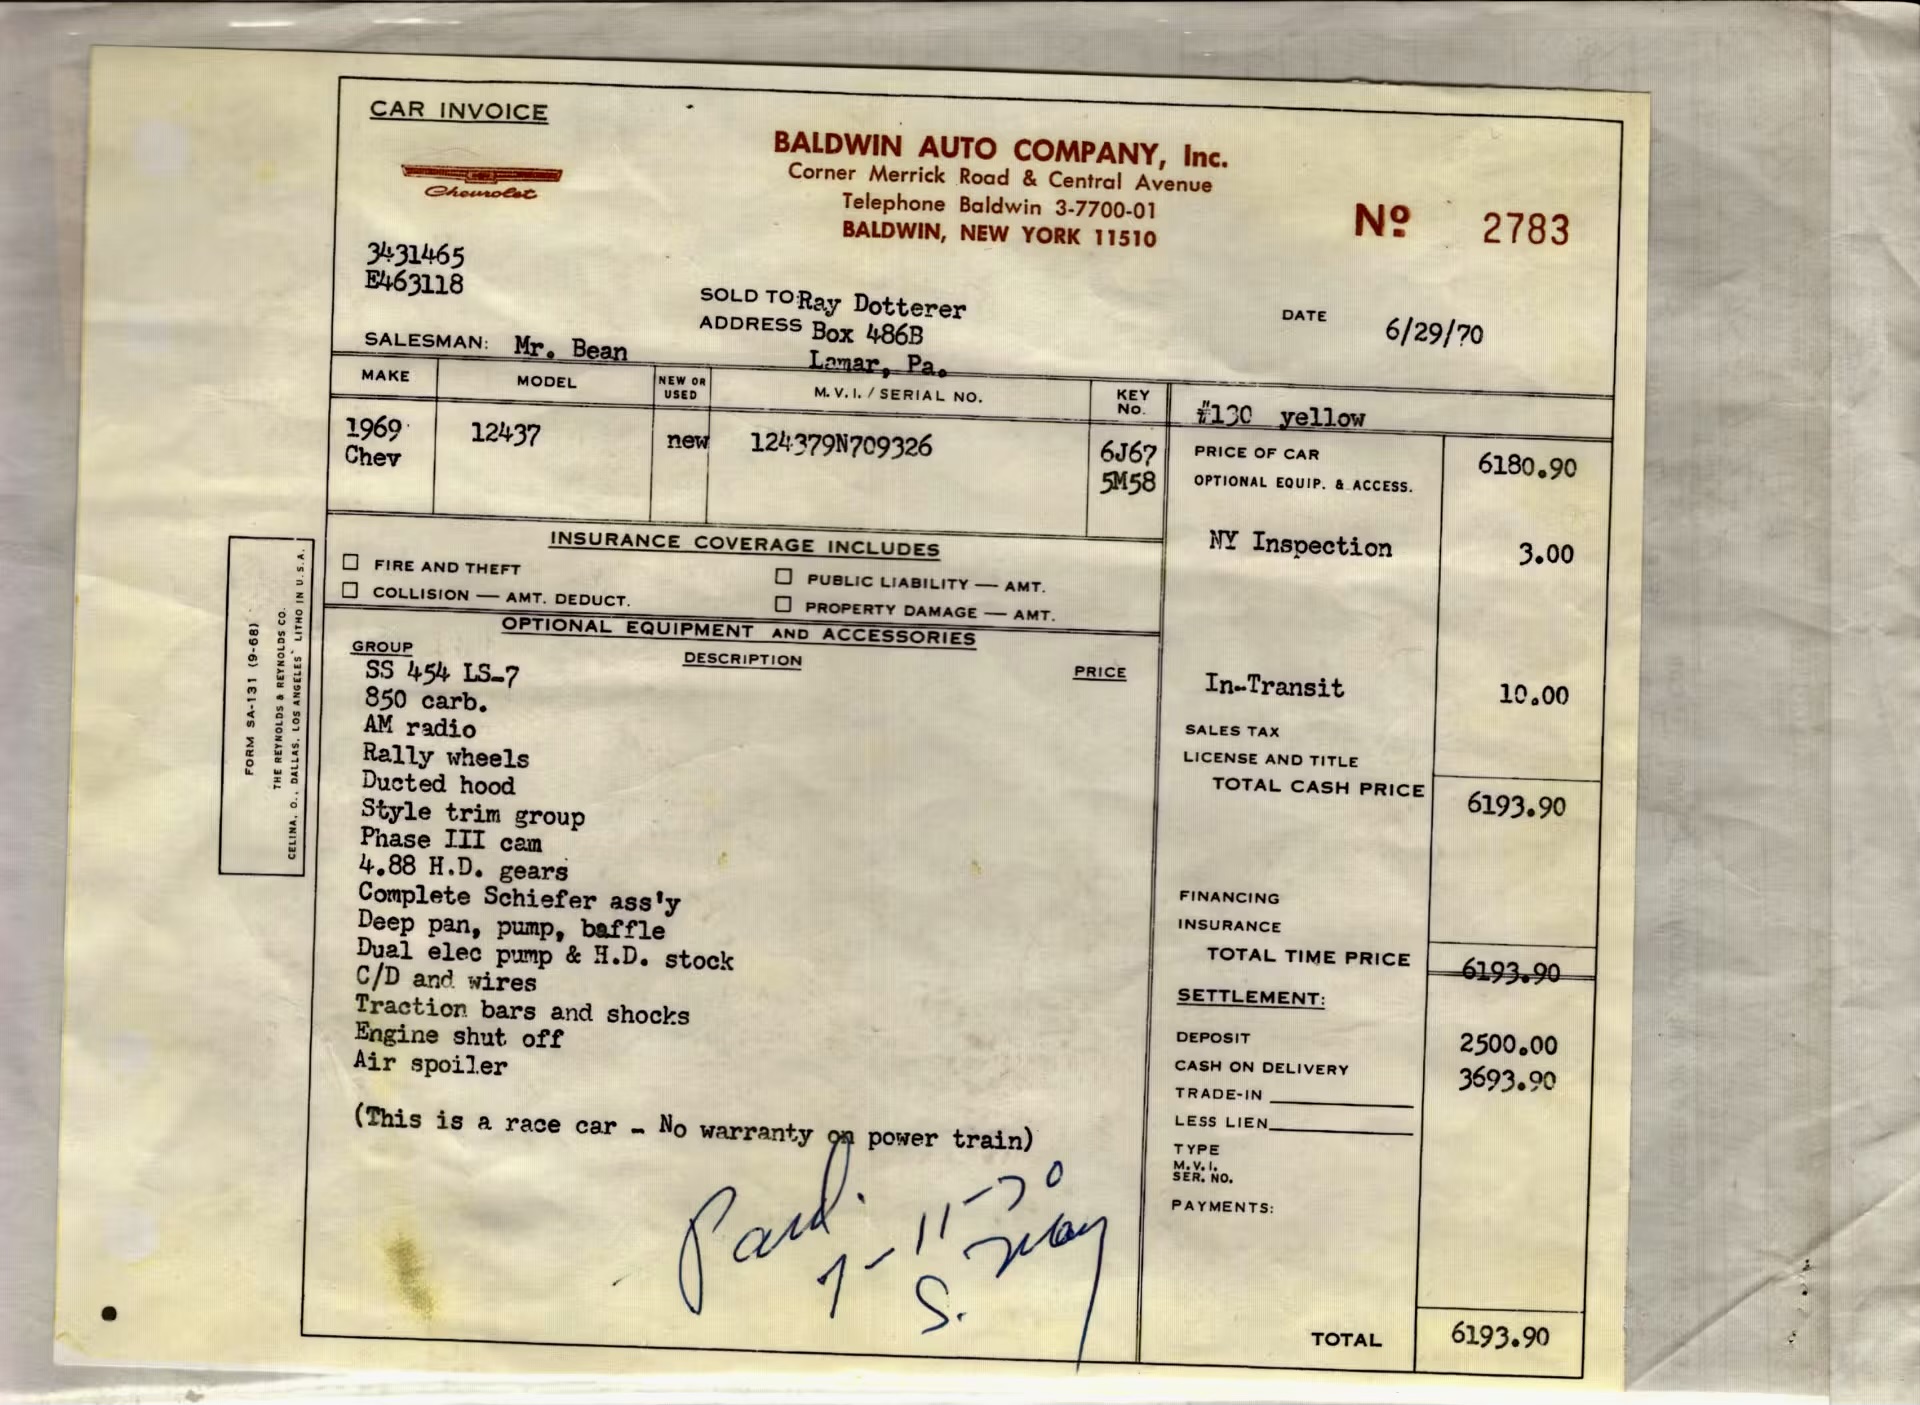 CAR INVOICE
Chevrolet
BALDWIN AUTO COMPANY, Inc.
Corner Merrick Road & Central Avenue
Telephone Baldwin 3-7700-01
BALDWIN, NEW YORK 11510
Nº 2783
3431465
E463118
SOLD TO Ray Dotterer
ADDRESS Box 486B
Lamar, Pa.
DATE 6/29/70
SALESMAN: Mr. Bean
MAKE MODEL NEW OR USED M.V.I. / SERIAL NO. KEY No.
1969 Chev 12437 new 124379N709326 6J67 5M58
#130 yellow
PRICE OF CAR 6180.90
OPTIONAL EQUIP. & ACCESS.
NY Inspection 3.00
In-Transit 10.00
SALES TAX
LICENSE AND TITLE
TOTAL CASH PRICE 6193.90
FINANCING
INSURANCE
TOTAL TIME PRICE 6193.90
SETTLEMENT:
DEPOSIT 2500.00
CASH ON DELIVERY 3693.90
TRADE-IN
LESS LIEN
TYPE
M.V.I.
SER. NO.
PAYMENTS:
TOTAL 6193.90
INSURANCE COVERAGE INCLUDES
FIRE AND THEFT
PUBLIC LIABILITY — AMT.
COLLISION — AMT. DEDUCT.
PROPERTY DAMAGE — AMT.
OPTIONAL EQUIPMENT AND ACCESSORIES
GROUP DESCRIPTION PRICE
SS 454 LS-7
850 carb.
AM radio
Rally wheels
Ducted hood
Style trim group
Phase III cam
4.88 H.D. gears
Complete Schiefer ass'y
Deep pan, pump, baffle
Dual elec pump & H.D. stock
C/D and wires
Traction bars and shocks
Engine shut off
Air spoiler
(This is a race car - No warranty on power train)
Paid
7-11-70
S.
FORM SA-131 (9-68)
THE REYNOLDS & REYNOLDS CO.
CELINA, O., DALLAS, LOS ANGELES LITHO IN U.S.A.